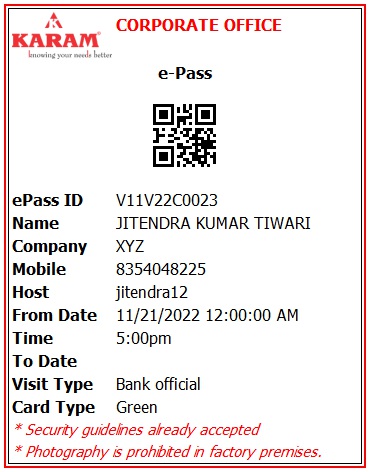 CORPORATE OFFICE
KARAM®
knowing your needs better
e-Pass
ePass ID V11V22C0023
Name JITENDRA KUMAR TIWARI
Company XYZ
Mobile 8354048225
Host jitendra12
From Date 11/21/2022 12:00:00 AM
Time 5:00pm
To Date
Visit Type Bank official
Card Type Green
* Security guidelines already accepted
* Photography is prohibited in factory premises.